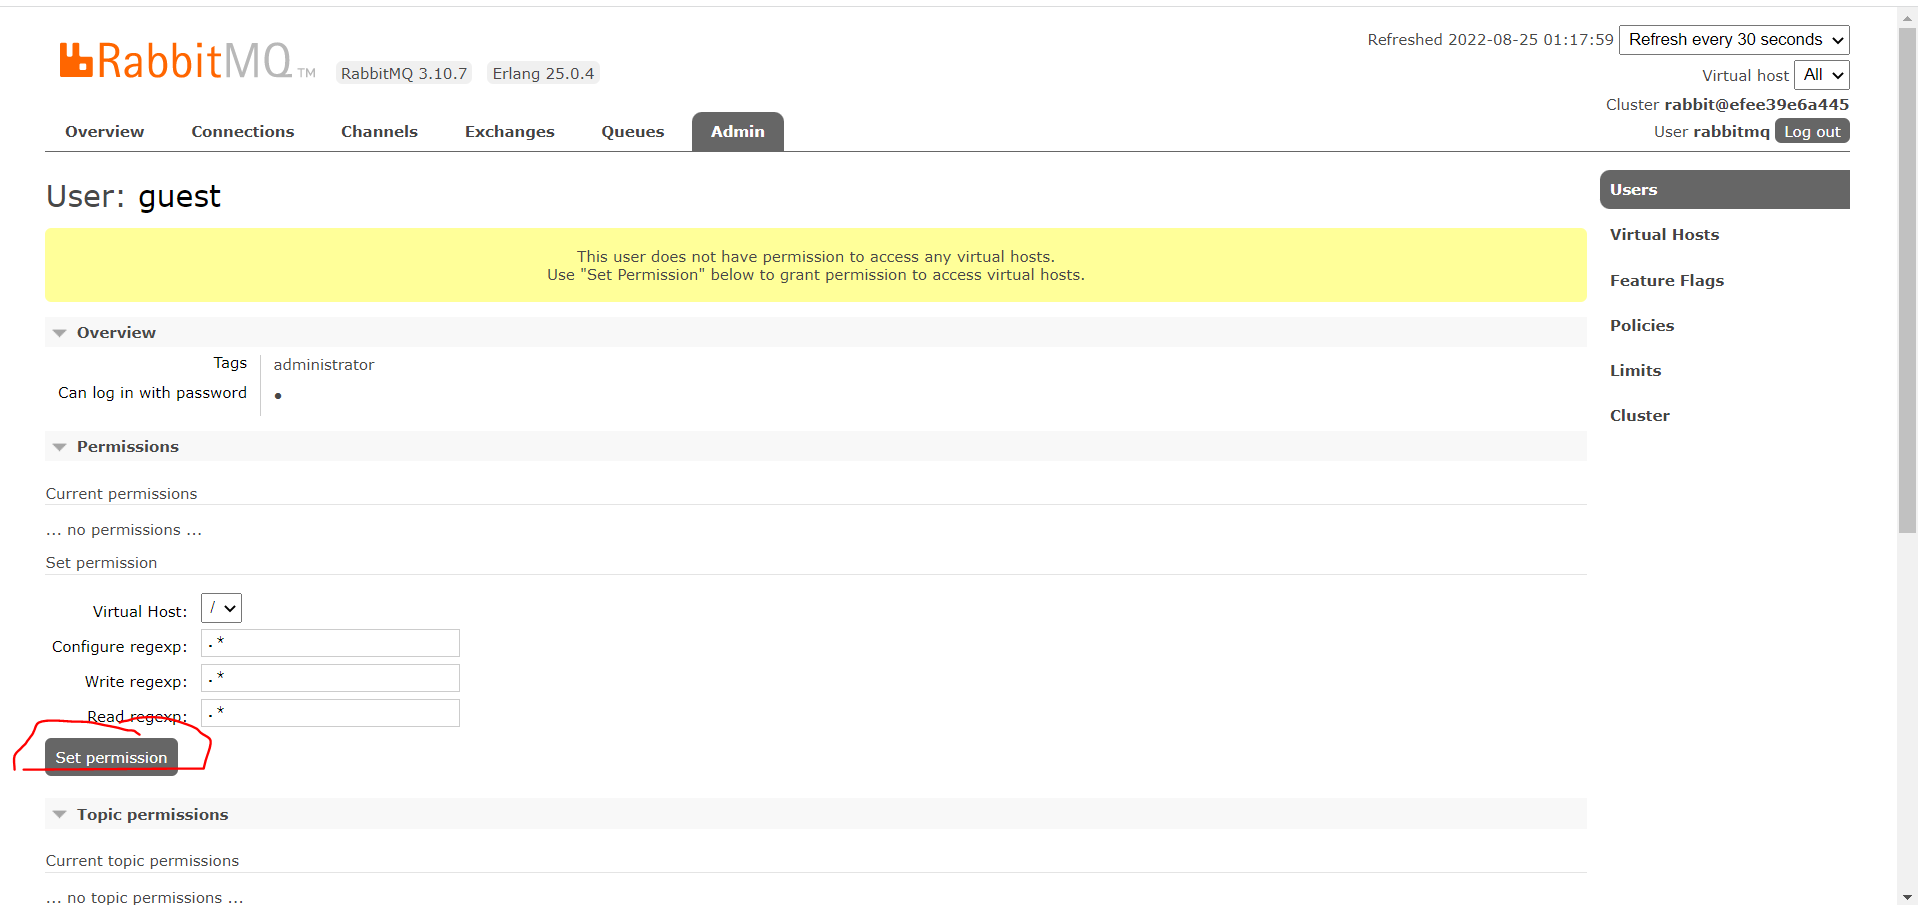 Refreshed 2022-08-25 01:17:59 Refresh every 30 seconds
RabbitMQ TM RabbitMQ 3.10.7 Erlang 25.0.4
Virtual host All
Cluster rabbit@efee39e6a445
User rabbitmq Log out
Overview Connections Channels Exchanges Queues Admin
User: guest
This user does not have permission to access any virtual hosts.
Use "Set Permission" below to grant permission to access virtual hosts.
Overview
Tags administrator
Can log in with password •
Permissions
Current permissions
... no permissions ...
Set permission
Virtual Host: /
Configure regexp: .*
Write regexp: .*
Read regexp: .*
Set permission
Topic permissions
Current topic permissions
... no topic permissions ...
Users
Virtual Hosts
Feature Flags
Policies
Limits
Cluster